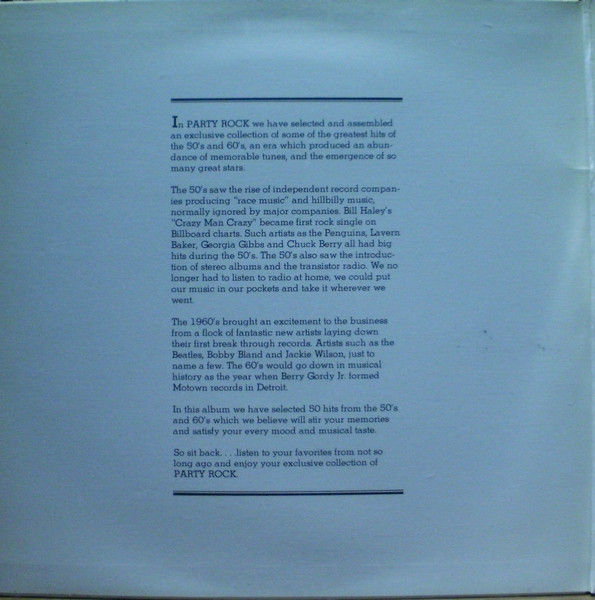 In PARTY ROCK we have selected and assembled
an exclusive collection of some of the greatest hits of
the 50's and 60's, an era which produced an abun-
dance of memorable tunes, and the emergence of so
many great stars.
The 50's saw the rise of independent record compan-
ies producing "race music" and hillbilly music,
normally ignored by major companies. Bill Haley's
"Crazy Man Crazy" became first rock single on
Billboard charts. Such artists as the Penguins, Lavern
Baker, Georgia Gibbs and Chuck Berry all had big
hits during the 50's. The 50's also saw the introduc-
tion of stereo albums and the transistor radio. We no
longer had to listen to radio at home, we could put
our music in our pockets and take it wherever we
went.
The 1960's brought an excitement to the business
from a flock of fantastic new artists laying down
their first break through records. Artists such as the
Beatles, Bobby Bland and Jackie Wilson, just to
name a few. The 60's would go down in musical
history as the year when Berry Gordy Jr. formed
Motown records in Detroit.
In this album we have selected 50 hits from the 50's
and 60's which we believe will stir your memories
and satisfy your every mood and musical taste.
So sit back. . . .listen to your favorites from not so
long ago and enjoy your exclusive collection of
PARTY ROCK.